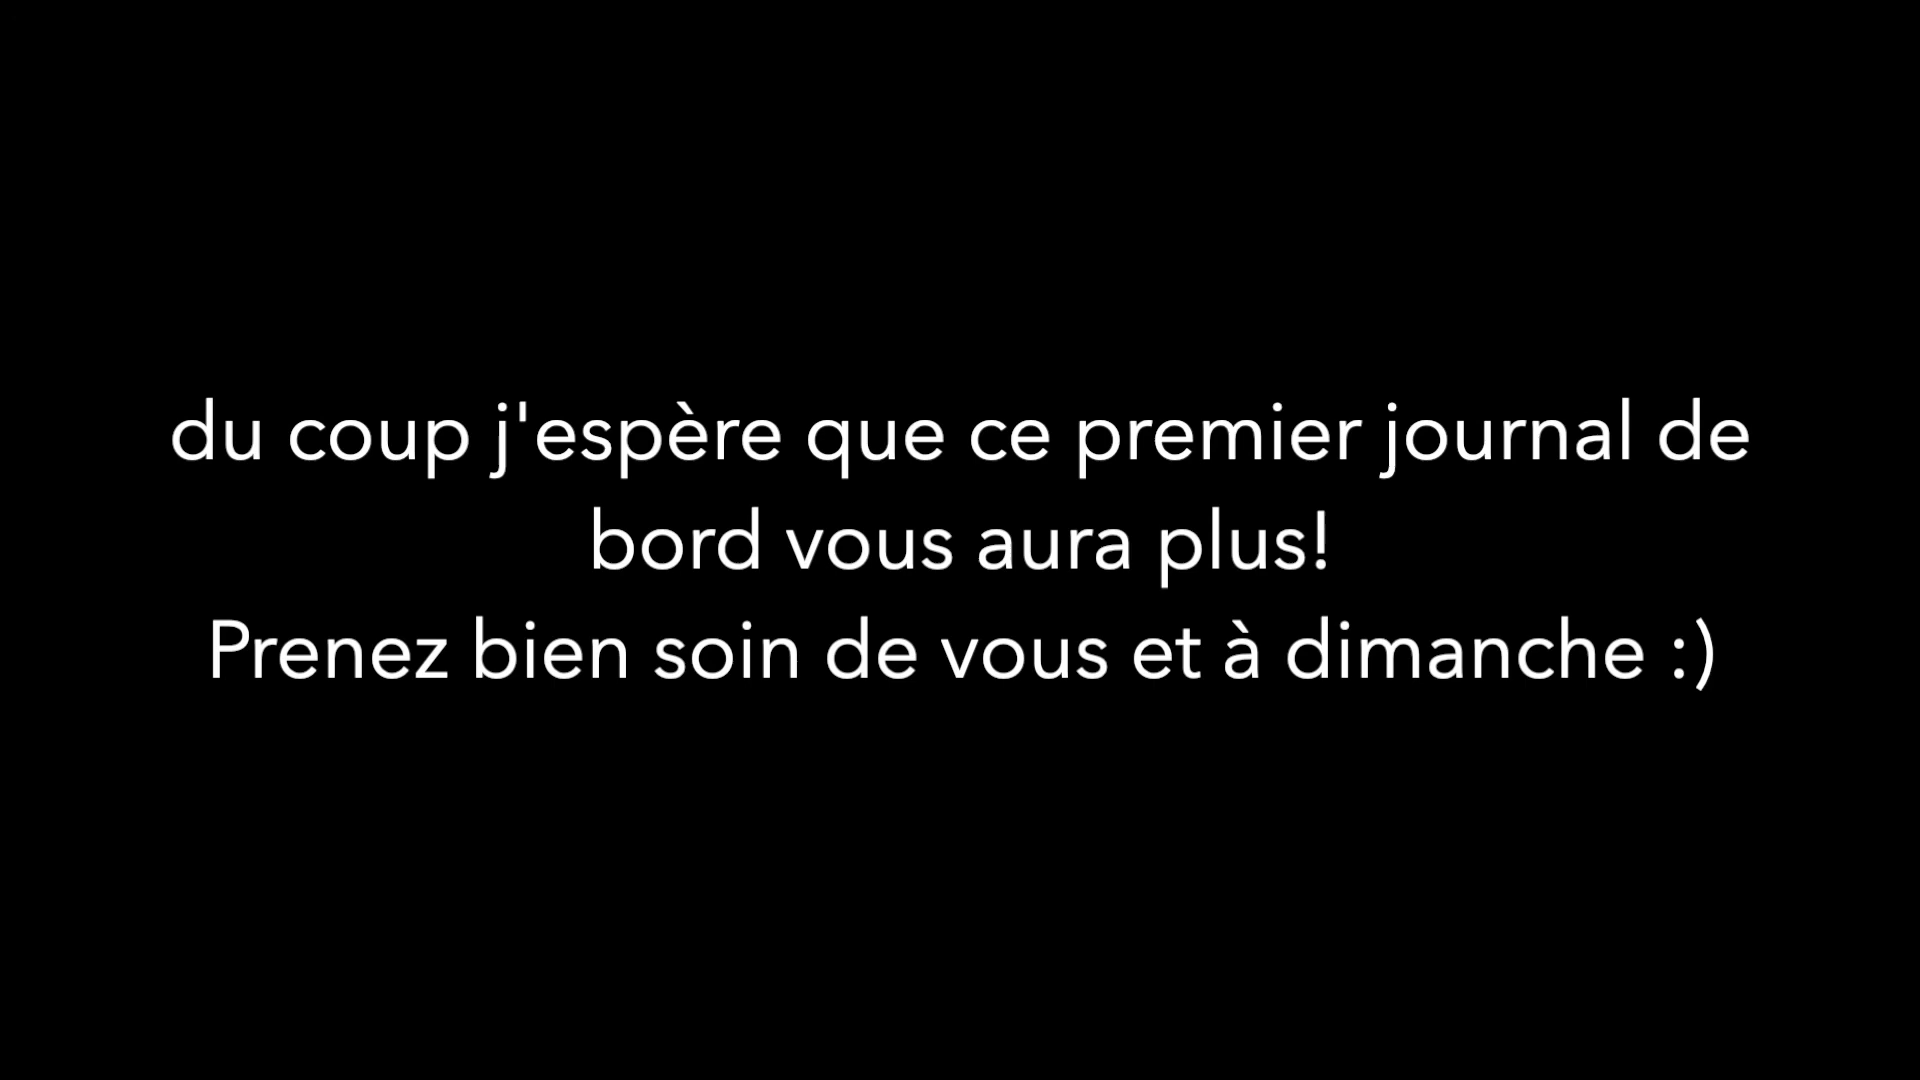 du coup j'espère que ce premier journal de
bord vous aura plus!
Prenez bien soin de vous et à dimanche :)